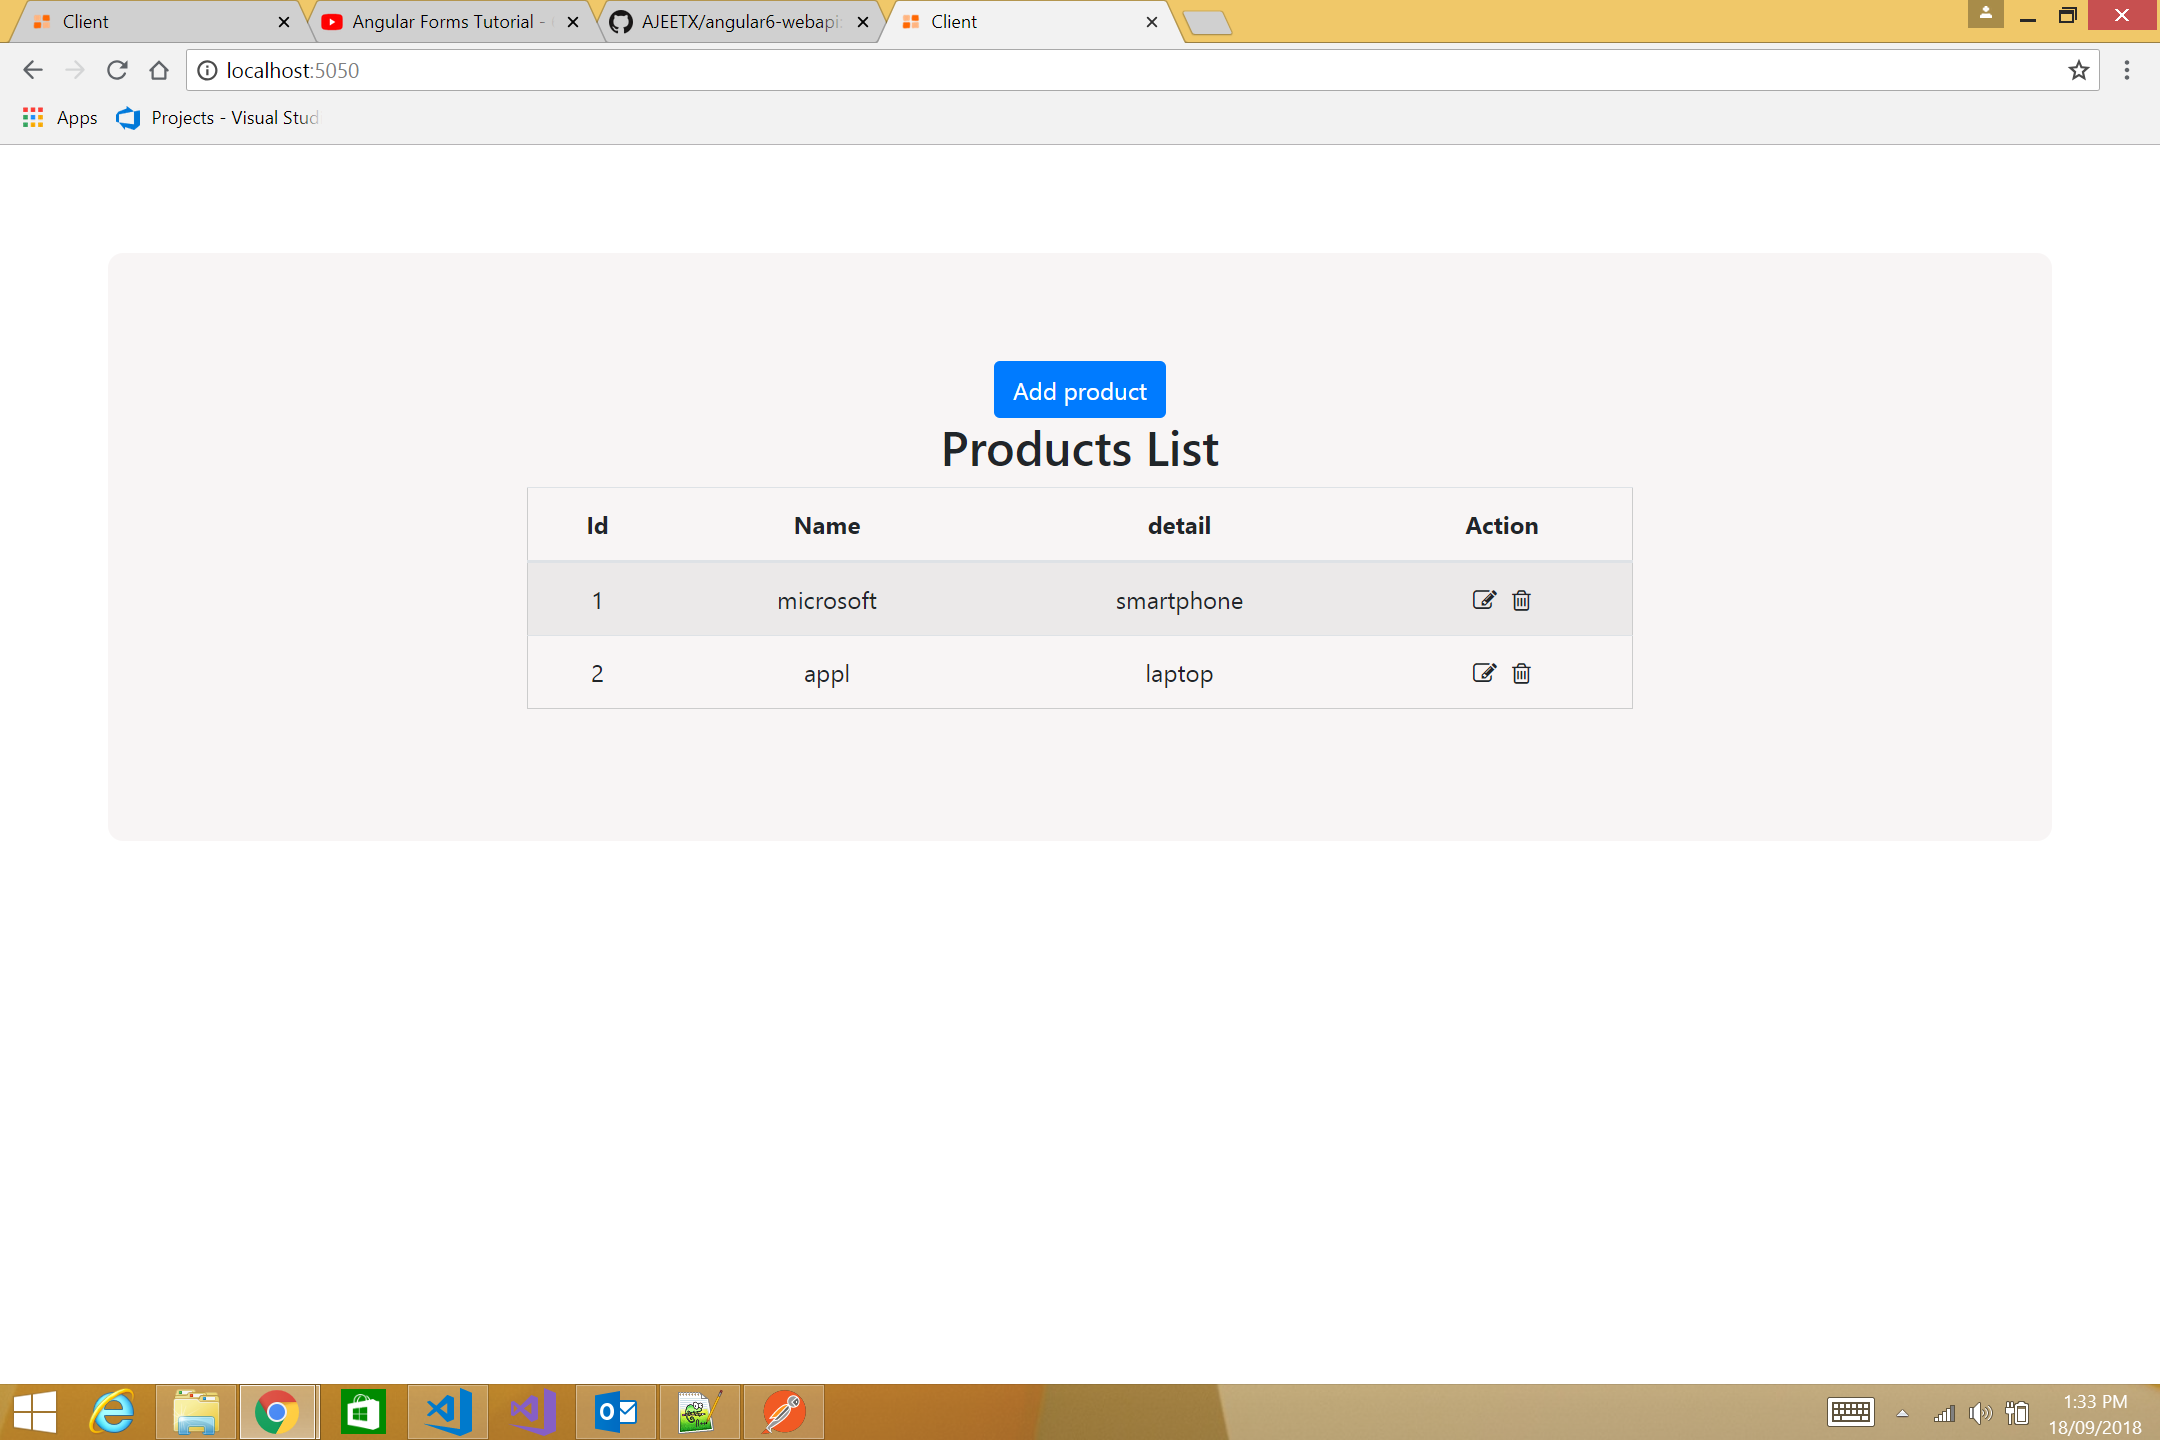 Client
Angular Forms Tutorial -
AJEETX/angular6-webapi
Client
localhost:5050
Apps
Projects - Visual Stud
Add product
Products List
Id Name detail Action
1 microsoft smartphone
2 appl laptop
1:33 PM
18/09/2018